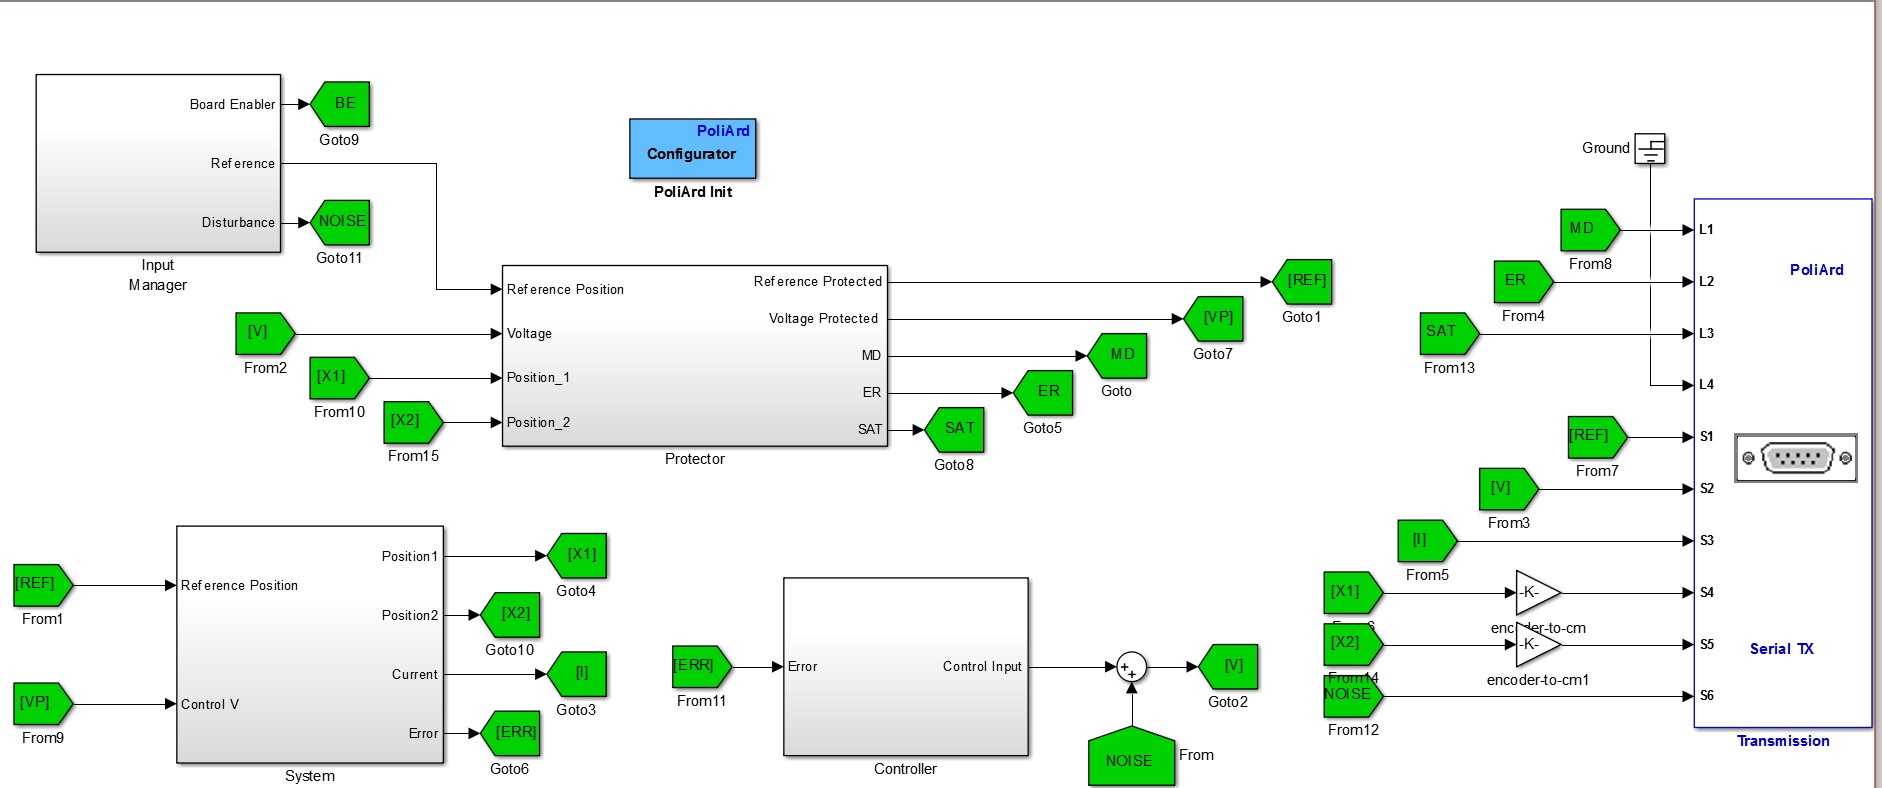 Board Enabler
BE
Goto9
Reference
Disturbance
NOISE
Goto11
Input
Manager
PoliArd
Configurator
PoliArd Init
Reference Position
Voltage
Position_1
Position_2
Reference Protected
Voltage Protected
MD
ER
SAT
Protector
[V]
From2
[X1]
From10
[X2]
From15
[REF]
Goto1
[VP]
Goto7
MD
Goto
ER
Goto5
SAT
Goto8
[REF]
From1
[VP]
From9
Reference Position
Control V
Position1
Position2
Current
Error
System
[X1]
Goto4
[X2]
Goto10
[I]
Goto3
[ERR]
Goto6
[ERR]
From11
Error
Control Input
Controller
++
NOISE
From
[V]
Goto2
Ground
MD
From8
ER
From4
SAT
From13
[REF]
From7
[V]
From3
[I]
From5
[X1]
-K-
encoder-to-cm
[X2]
From14
-K-
encoder-to-cm1
NOISE
From12
L1
L2
L3
L4
S1
S2
S3
S4
S5
S6
PoliArd
Serial TX
Transmission